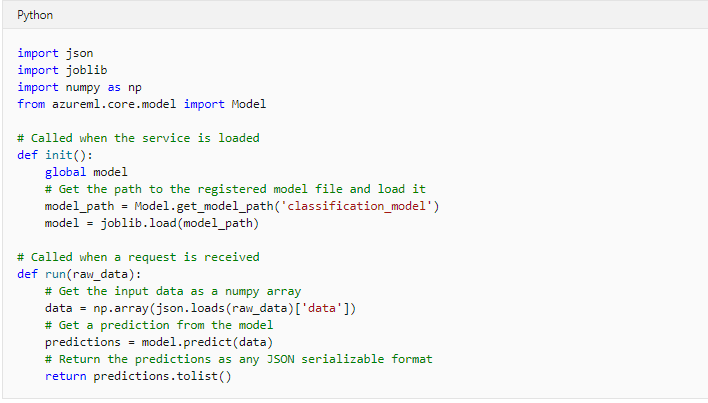 Python
import json
import joblib
import numpy as np
from azureml.core.model import Model
# Called when the service is loaded
def init():
    global model
    # Get the path to the registered model file and load it
    model_path = Model.get_model_path('classification_model')
    model = joblib.load(model_path)
# Called when a request is received
def run(raw_data):
    # Get the input data as a numpy array
    data = np.array(json.loads(raw_data)['data'])
    # Get a prediction from the model
    predictions = model.predict(data)
    # Return the predictions as any JSON serializable format
    return predictions.tolist()